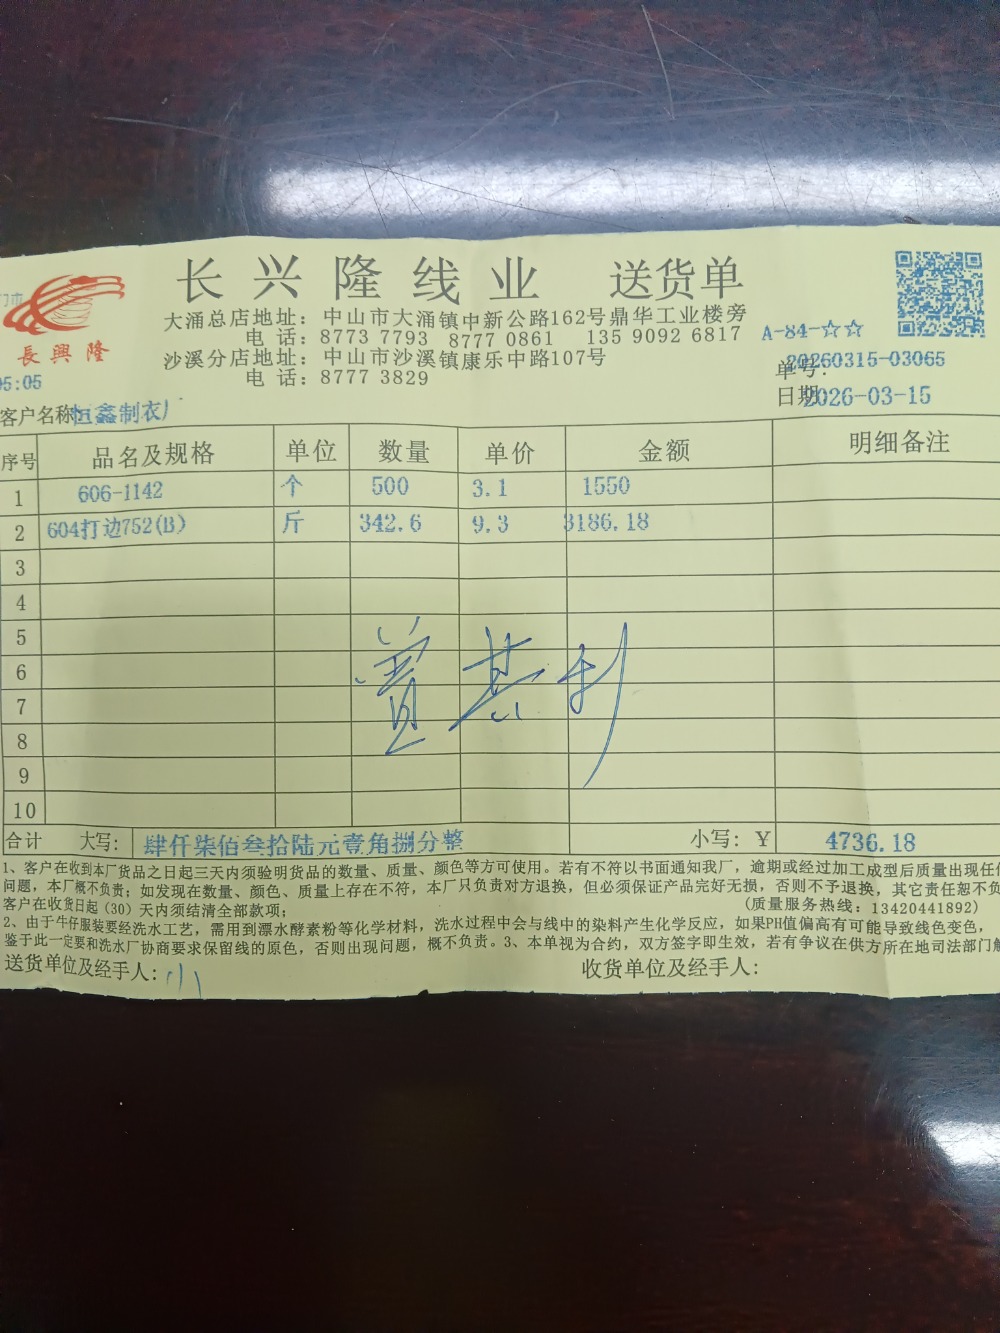 长兴隆线业 送货单
長興隆
大涌总店地址：中山市大涌镇中新公路162号鼎华工业楼旁
电 话：8773 7793 8777 0861 135 9092 6817
A-84-☆☆
沙溪分店地址：中山市沙溪镇康乐中路107号
电 话：8777 3829
单号：20260315-03065
日期2026-03-15
05:05
客户名称恒鑫制衣厂
序号 品名及规格 单位 数量 单价 金额 明细备注
1 606-1142 个 500 3.1 1550
2 604打边752(B) 斤 342.6 9.3 3186.18
3
4
5
6
7
8
9
10
合计 大写：肆仟柒佰叁拾陆元壹角捌分整 小写：￥ 4736.18
1、客户在收到本厂货品之日起三天内须验明货品的数量、质量、颜色等方可使用。若有不符以书面通知我厂，逾期或经过加工成型后质量出现任
问题，本厂概不负责；如发现在数量、颜色、质量上存在不符，本厂只负责对方退换，但必须保证产品完好无损，否则不予退换，其它责任恕不负
客户在收货日起（30）天内须结清全部款项； (质量服务热线：13420441892)
2、由于牛仔服装要经洗水工艺，需用到漂水酵素粉等化学材料，洗水过程中会与线中的染料产生化学反应，如果PH值偏高有可能导致线色变色，
鉴于此一定要和洗水厂协商要求保留线的原色，否则出现问题，概不负责。3、本单视为合约，双方签字即生效，若有争议在供方所在地司法部门
送货单位及经手人： 收货单位及经手人：